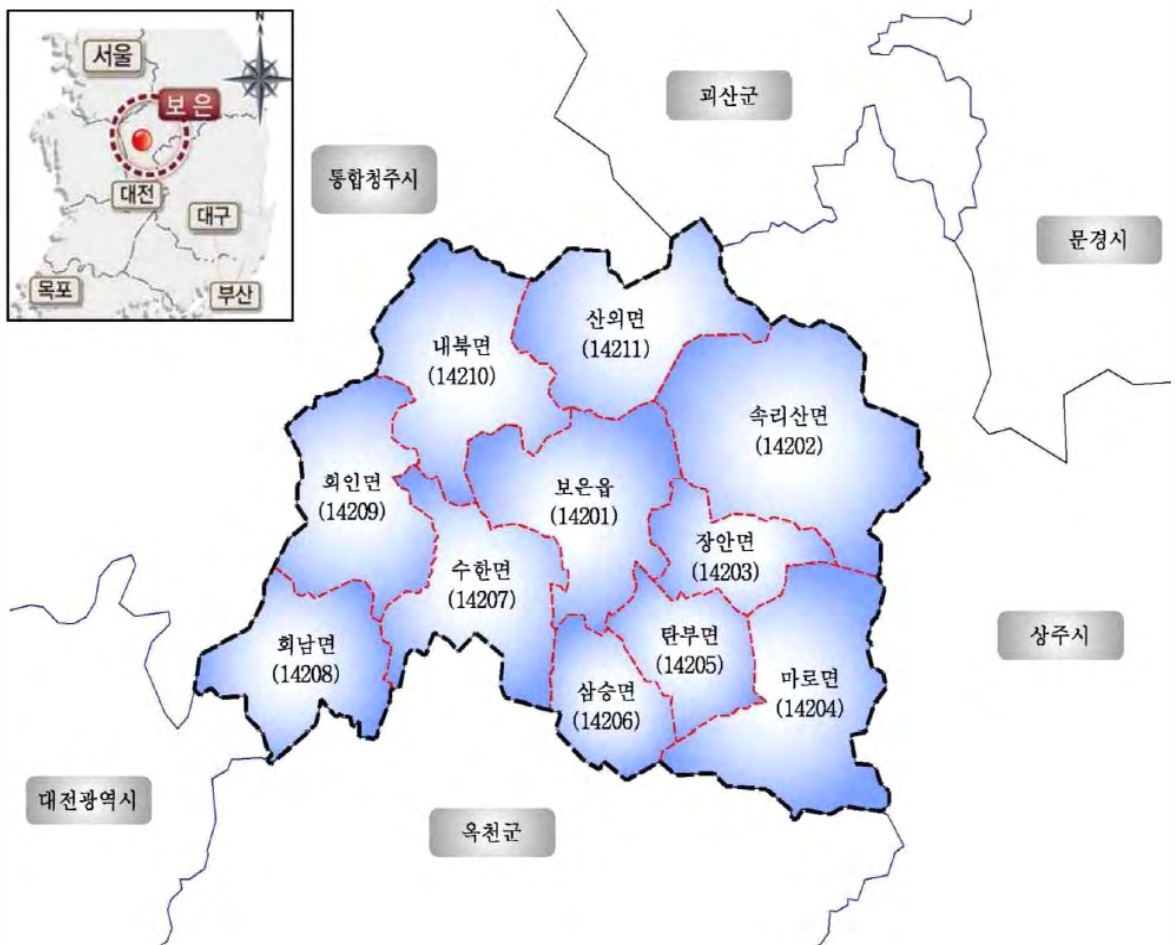 N
서울
보은
대전
대구
목포
부산
괴산군
통합청주시
문경시
산외면
(14211)
내북면
(14210)
속리산면
(14202)
회인면
(14209)
보은읍
(14201)
장안면
(14203)
수한면
(14207)
회남면
(14208)
탄부면
(14205)
삼승면
(14206)
마로면
(14204)
상주시
대전광역시
옥천군